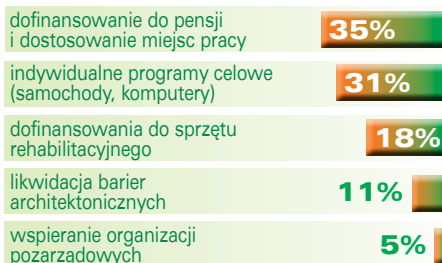 dofinansowanie do pensji
i dostosowanie miejsc pracy
35%
indywidualne programy celowe
(samochody, komputery)
31%
dofinansowania do sprzętu
rehabilitacyjnego
18%
likwidacja barier
architektonicznych
11%
wspieranie organizacji
pozarządowych
5%